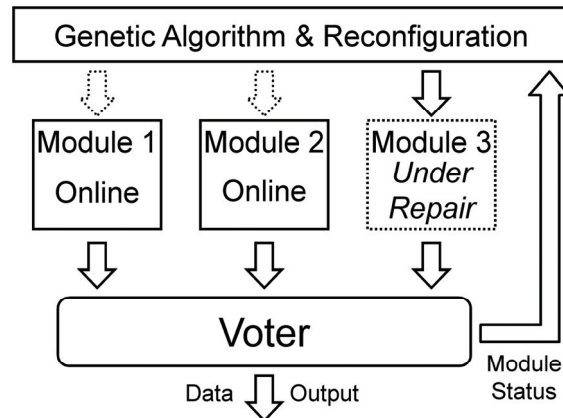 Genetic Algorithm & Reconfiguration
Module 1
Online
Module 2
Online
Module 3
Under
Repair
Voter
Data Output
Module
Status